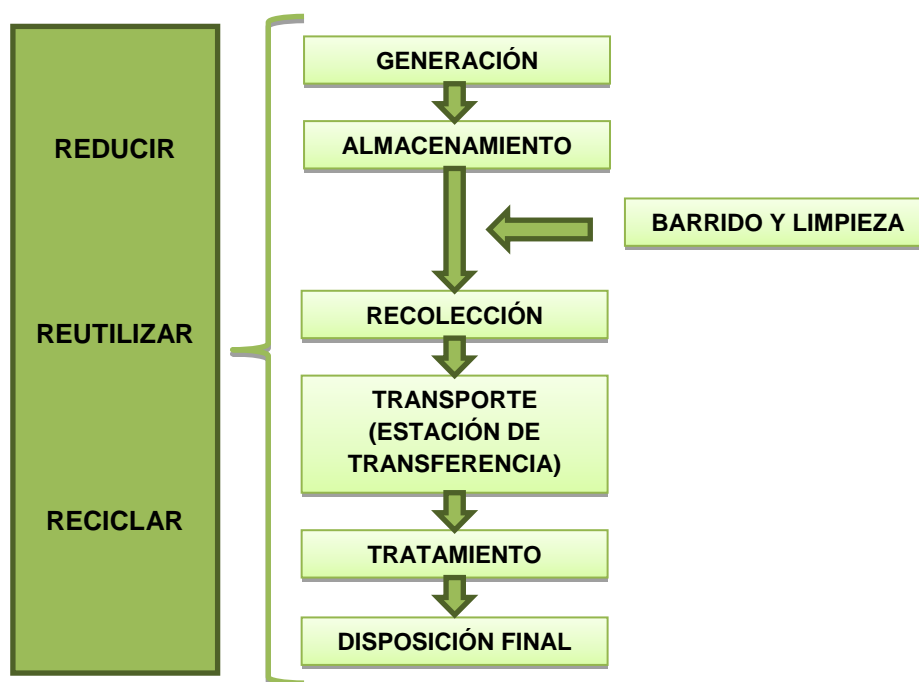 REDUCIR
REUTILIZAR
RECICLAR
GENERACIÓN
ALMACENAMIENTO
BARRIDO Y LIMPIEZA
RECOLECCIÓN
TRANSPORTE
(ESTACIÓN DE
TRANSFERENCIA)
TRATAMIENTO
DISPOSICIÓN FINAL